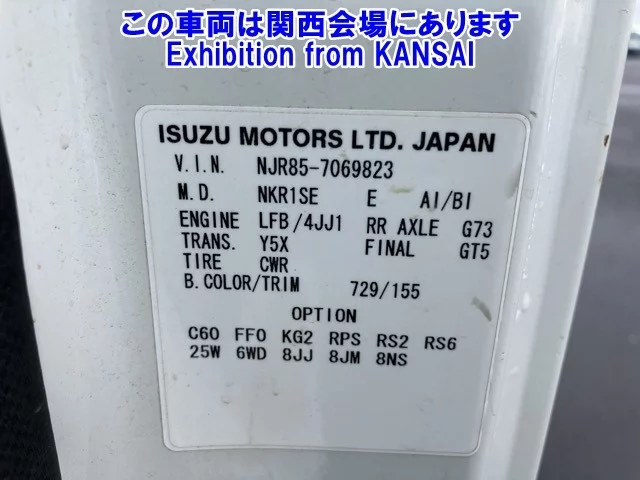 この車両は関西会場にあります
Exhibition from KANSAI
ISUZU MOTORS LTD. JAPAN
V.I.N. NJR85-7069823
M.D. NKR1SE E AI/BI
ENGINE LFB/4JJ1 RR AXLE G73
TRANS. Y5X FINAL GT5
TIRE CWR
B.COLOR/TRIM 729/155
OPTION
C60 FF0 KG2 RPS RS2 RS6
25W 6WD 8JJ 8JM 8NS